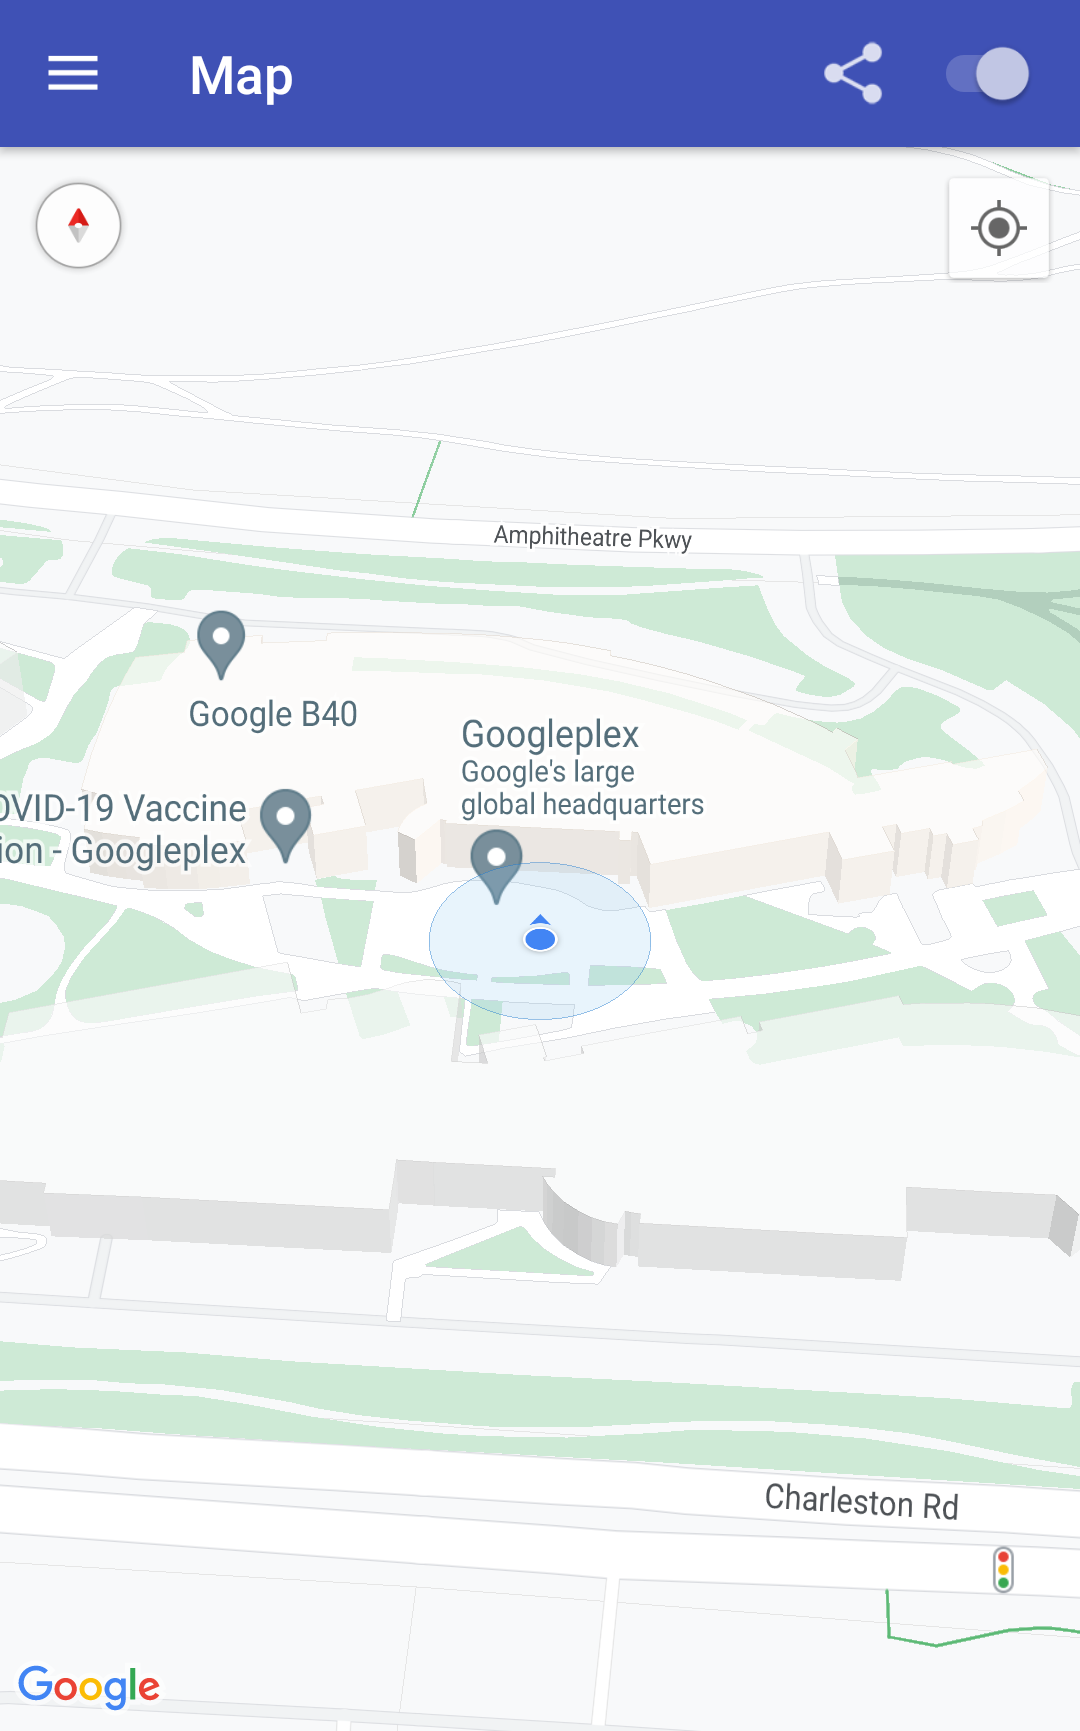 Map
Amphitheatre Pkwy
Google B40
Googleplex
Google's large
global headquarters
OVID-19 Vaccine
ion - Googleplex
Charleston Rd
Google